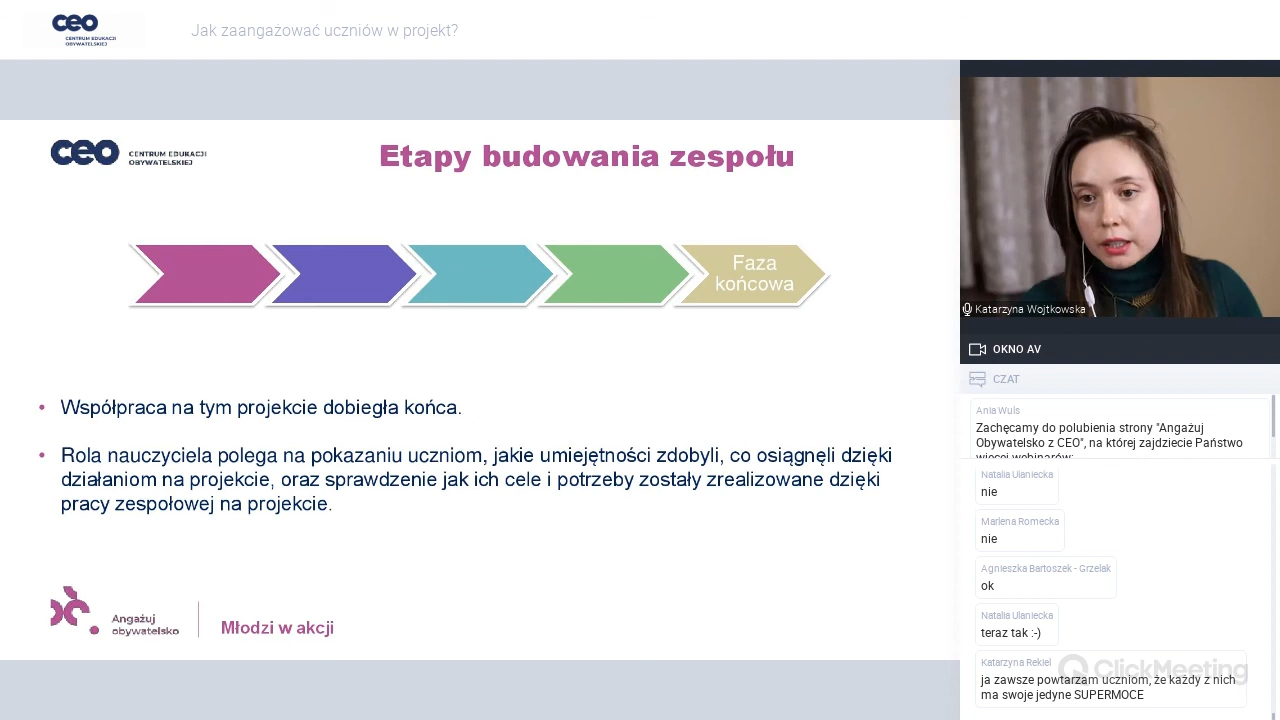 ceo
CENTRUM EDUKACJI
OBYWATELSKIEJ
Jak zaangażować uczniów w projekt?
ceo
CENTRUM EDUKACJI
OBYWATELSKIEJ
Etapy budowania zespołu
Faza
końcowa
• Współpraca na tym projekcie dobiegła końca.
• Rola nauczyciela polega na pokazaniu uczniom, jakie umiejętności zdobyli, co osiągnęli dzięki
działaniom na projekcie, oraz sprawdzenie jak ich cele i potrzeby zostały zrealizowane dzięki
pracy zespołowej na projekcie.
Angażuj
obywatelsko
Młodzi w akcji
Katarzyna Wojtkowska
OKNO AV
CZAT
Ania Wuls
Zachęcamy do polubienia strony "Angażuj
Obywatelsko z CEO", na której zajdziecie Państwo
więcej webinarów:
Natalia Ulaniecka
nie
Marlena Romecka
nie
Agnieszka Bartoszek - Grzelak
ok
Natalia Ulaniecka
teraz tak :-)
Katarzyna Rekiel
ja zawsze powtarzam uczniom, że każdy z nich
ma swoje jedyne SUPERMOCE
ClickMeeting